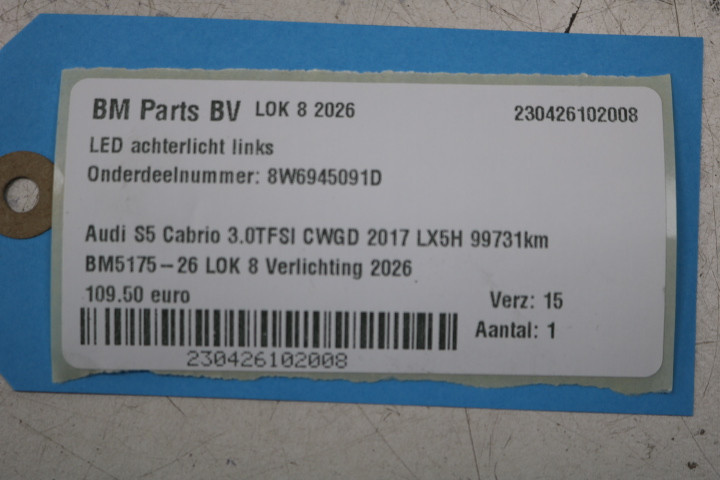 BM Parts BV LOK 8 2026 230426102008
LED achterlicht links
Onderdeelnummer: 8W6945091D
Audi S5 Cabrio 3.0TFSI CWGD 2017 LX5H 99731km
BM5175-26 LOK 8 Verlichting 2026
109.50 euro Verz: 15
Aantal: 1
230426102008